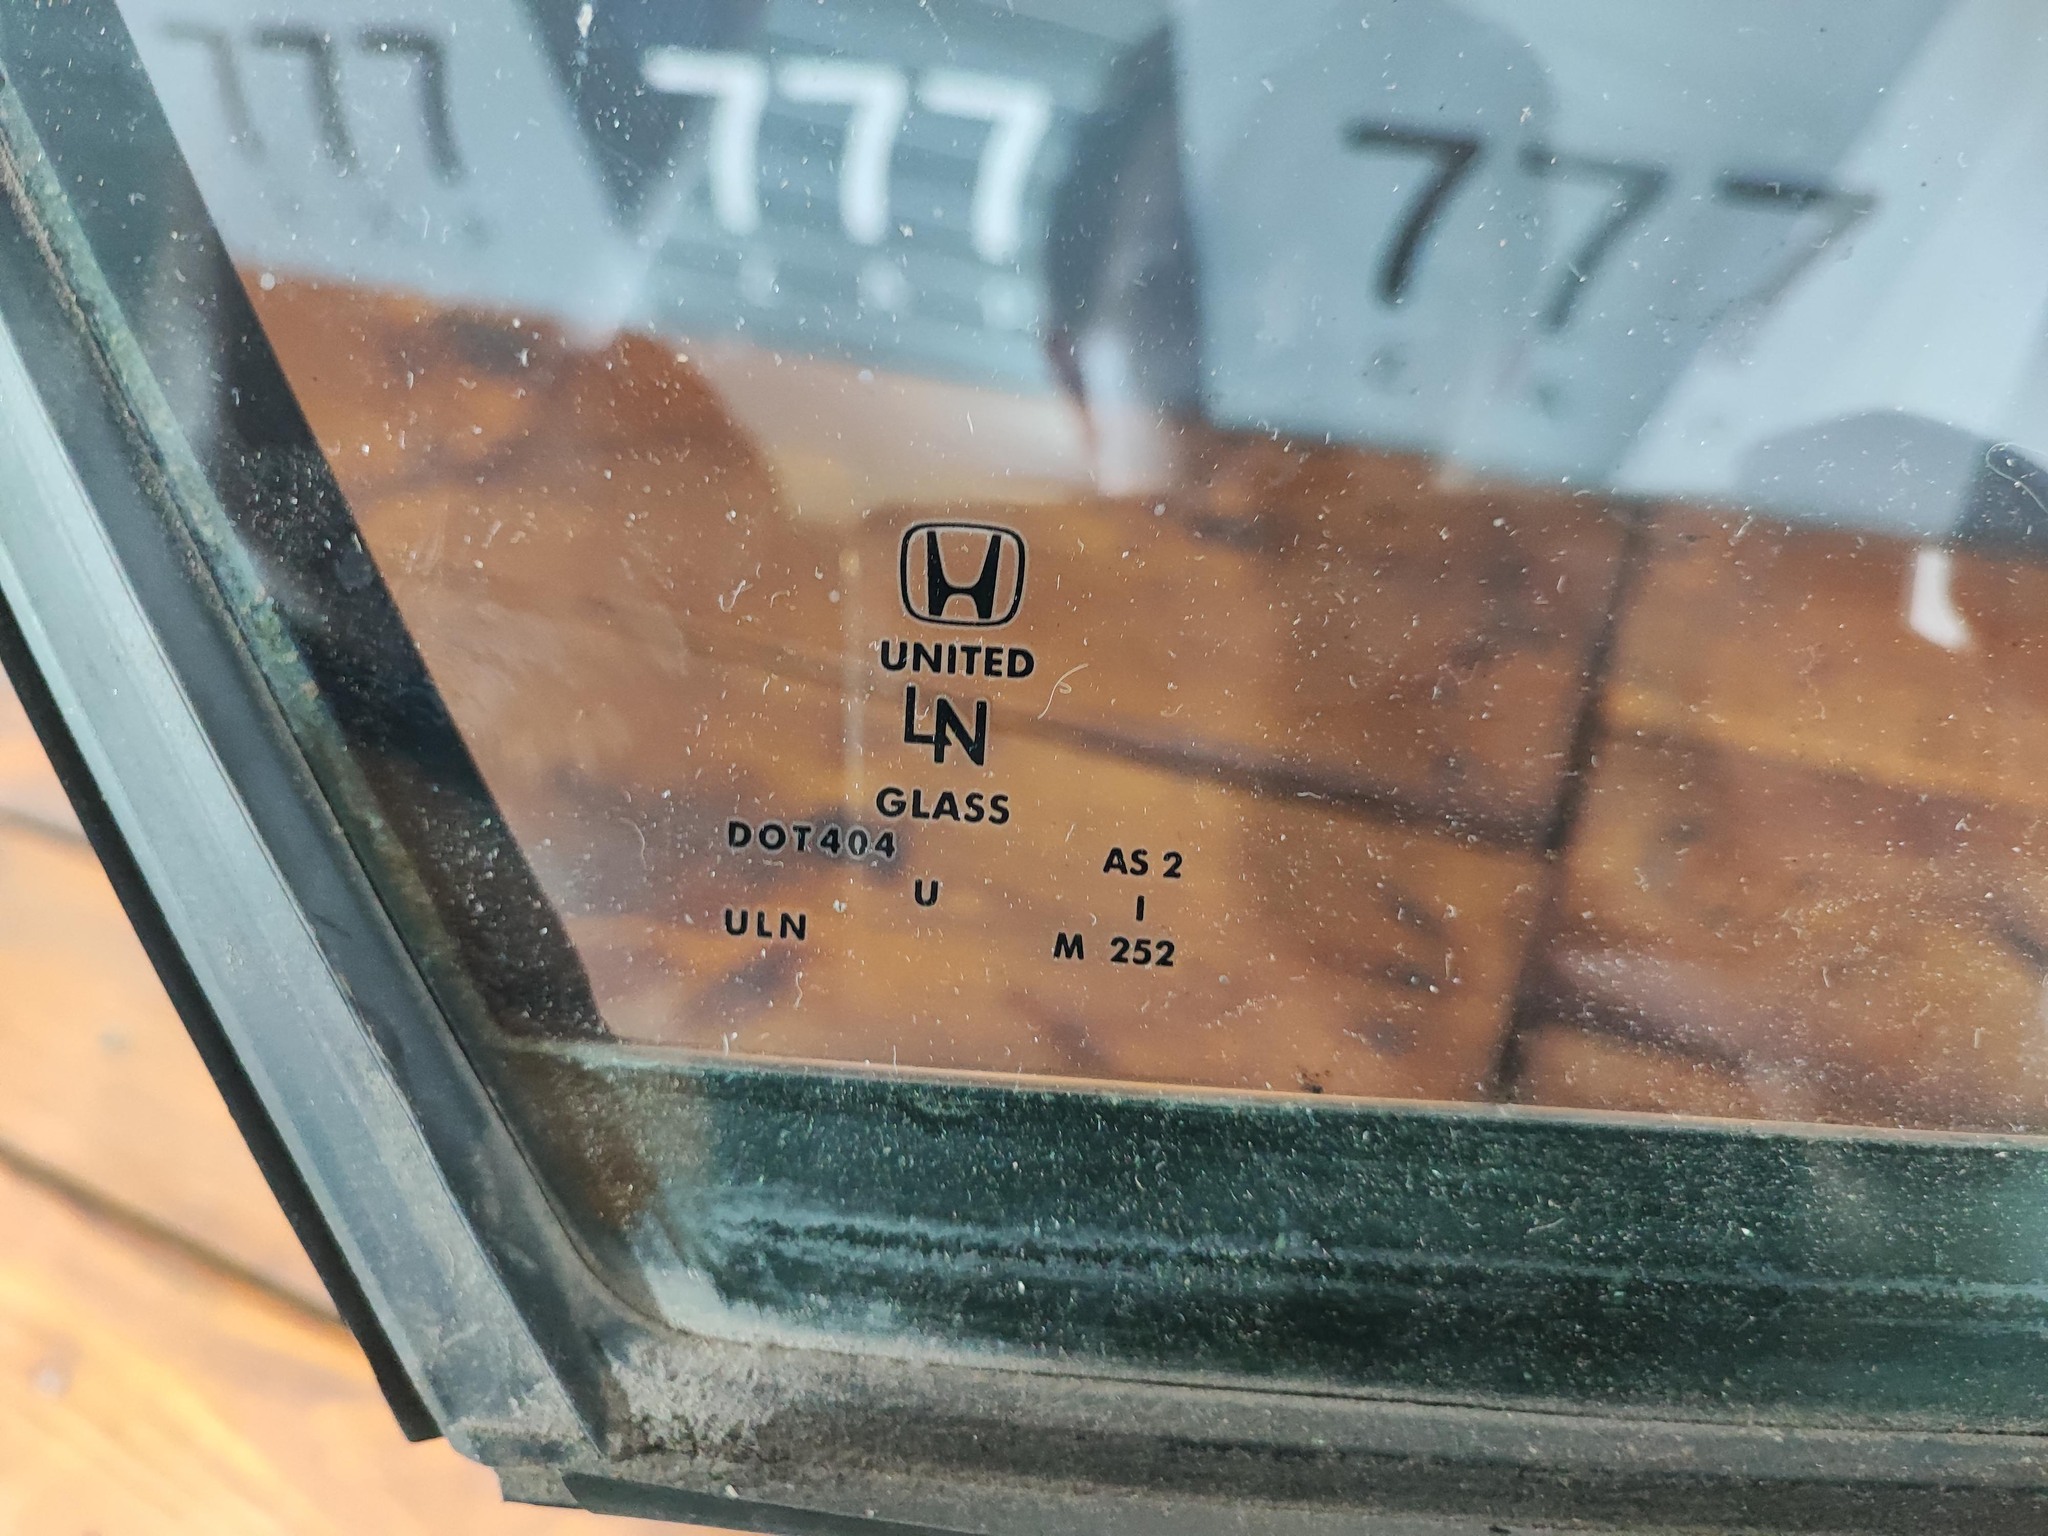 777 777 777
UNITED
LN
GLASS
DOT404 AS 2
U I
ULN M 252